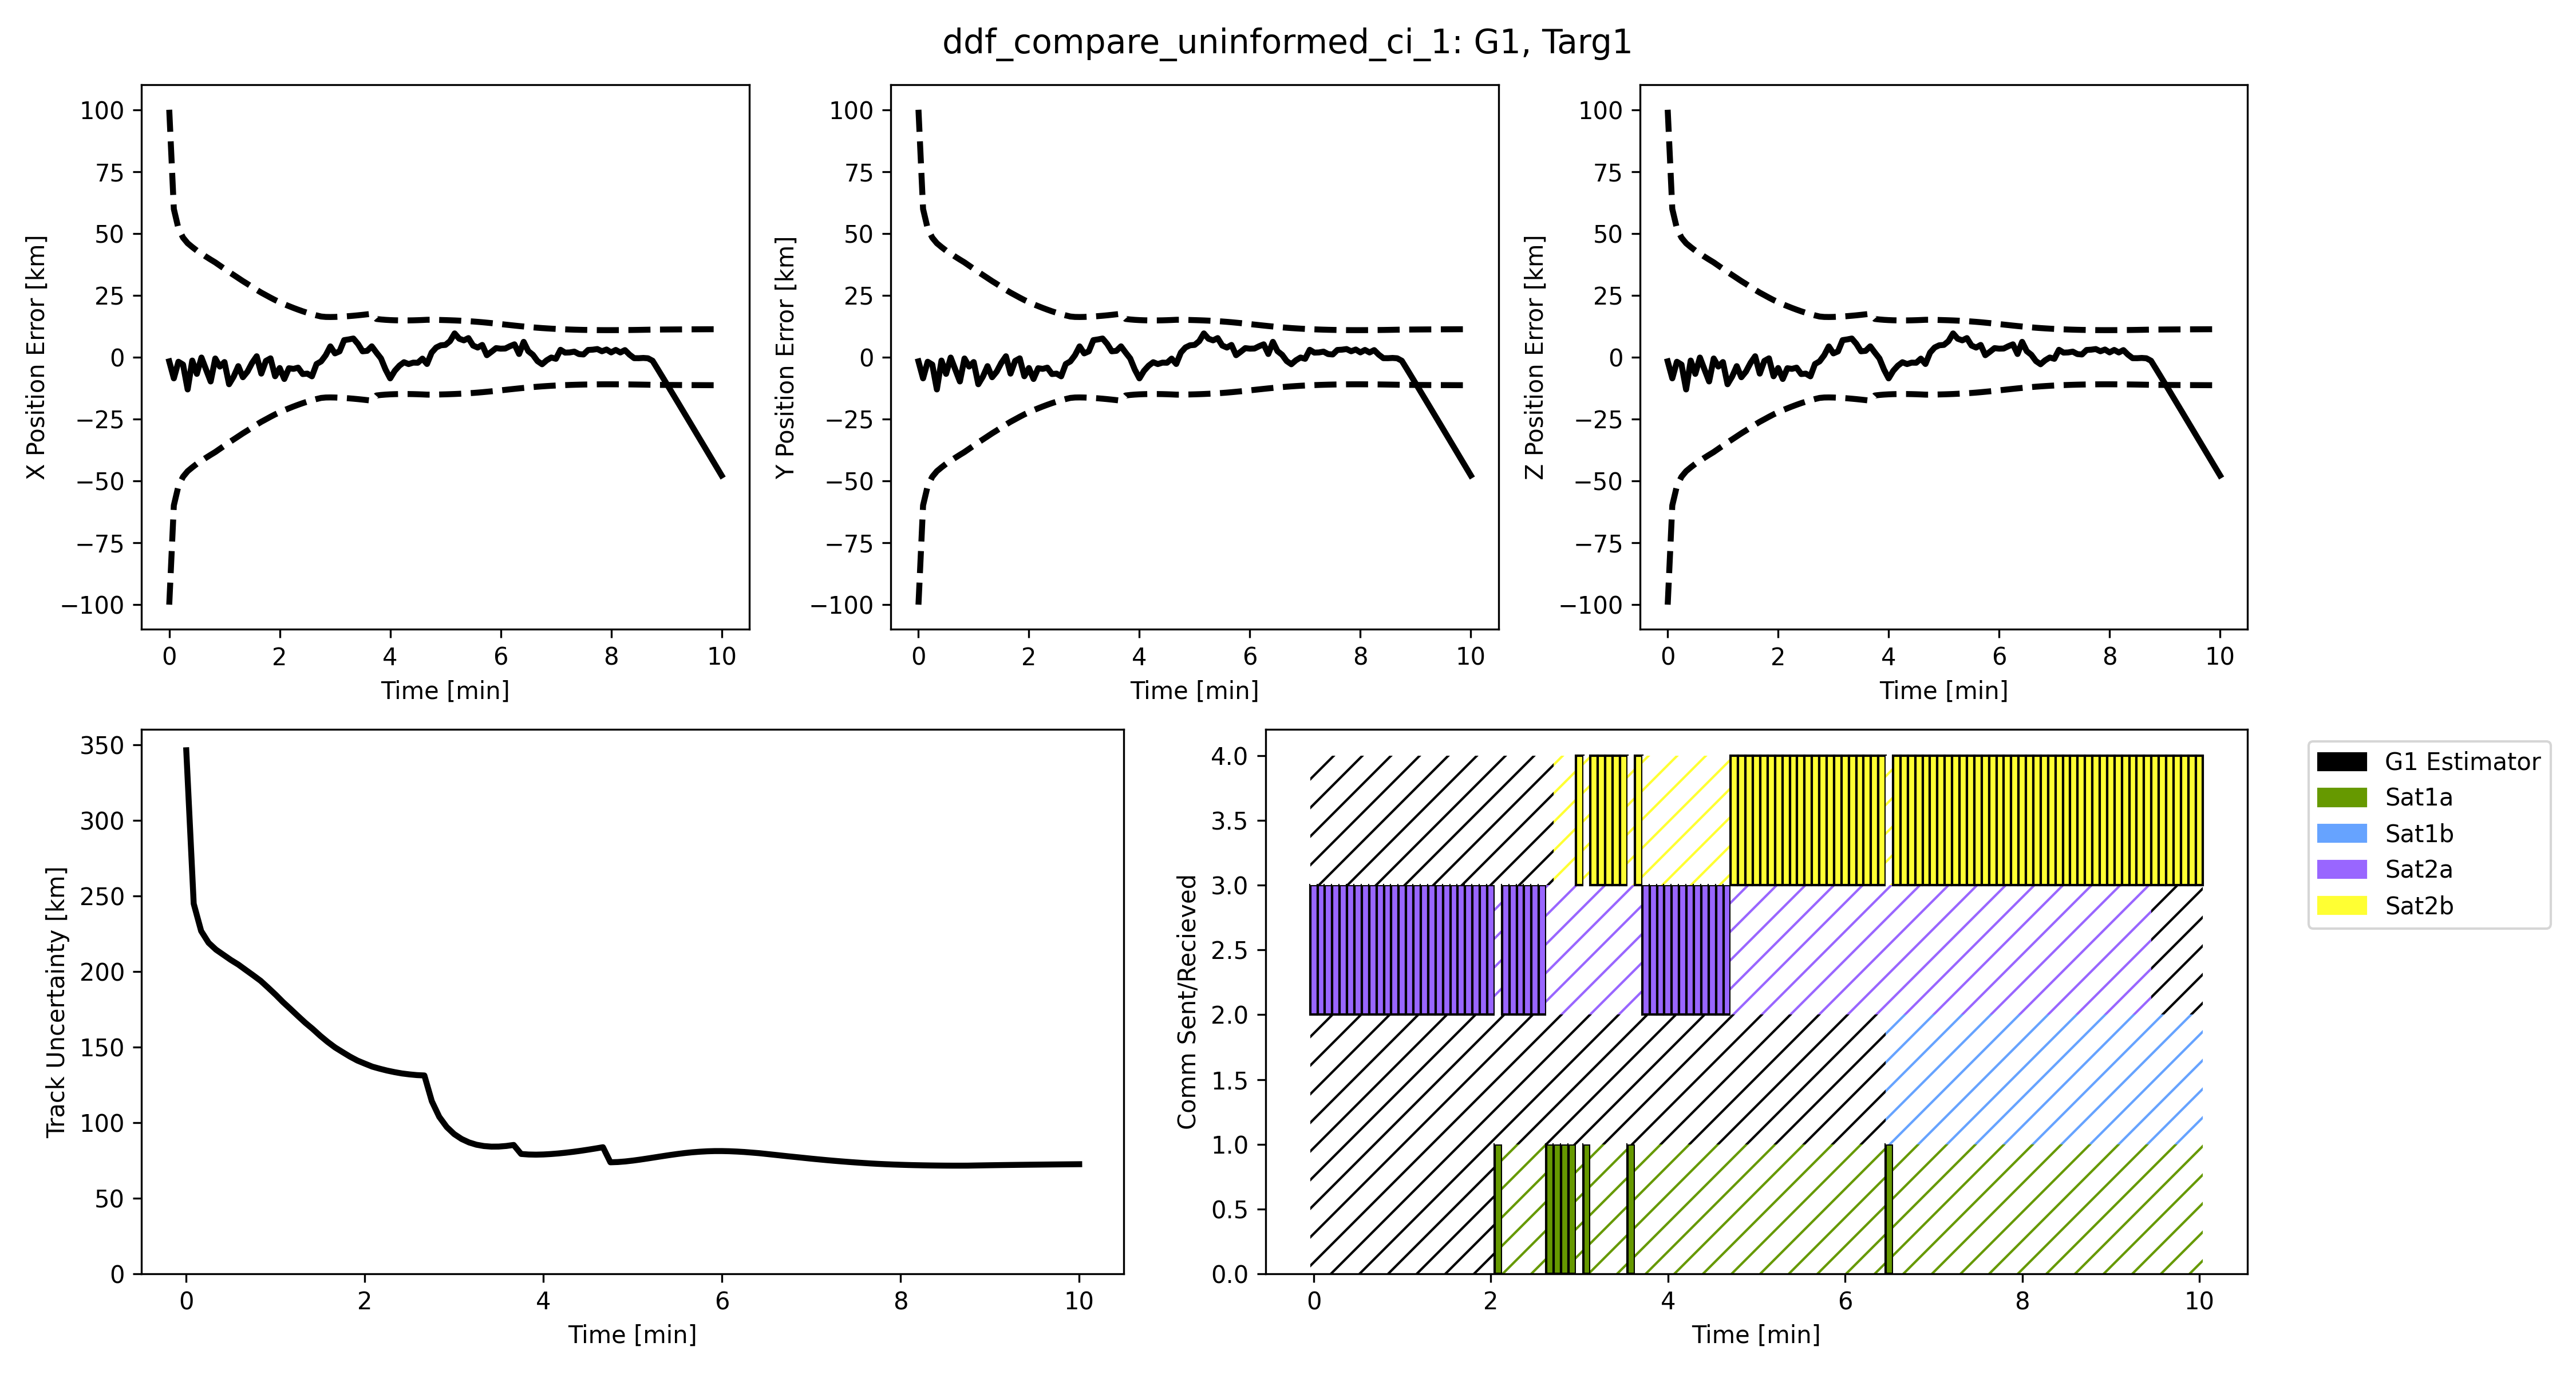 ddf_compare_uninformed_ci_1: G1, Targ1
X Position Error [km]
100
75
50
25
0
−25
−50
−75
−100
0 2 4 6 8 10
Time [min]
Y Position Error [km]
100
75
50
25
0
−25
−50
−75
−100
0 2 4 6 8 10
Time [min]
Z Position Error [km]
100
75
50
25
0
−25
−50
−75
−100
0 2 4 6 8 10
Time [min]
Track Uncertainty [km]
350
300
250
200
150
100
50
0
0 2 4 6 8 10
Time [min]
Comm Sent/Recieved
4.0
3.5
3.0
2.5
2.0
1.5
1.0
0.5
0.0
0 2 4 6 8 10
Time [min]
G1 Estimator
Sat1a
Sat1b
Sat2a
Sat2b